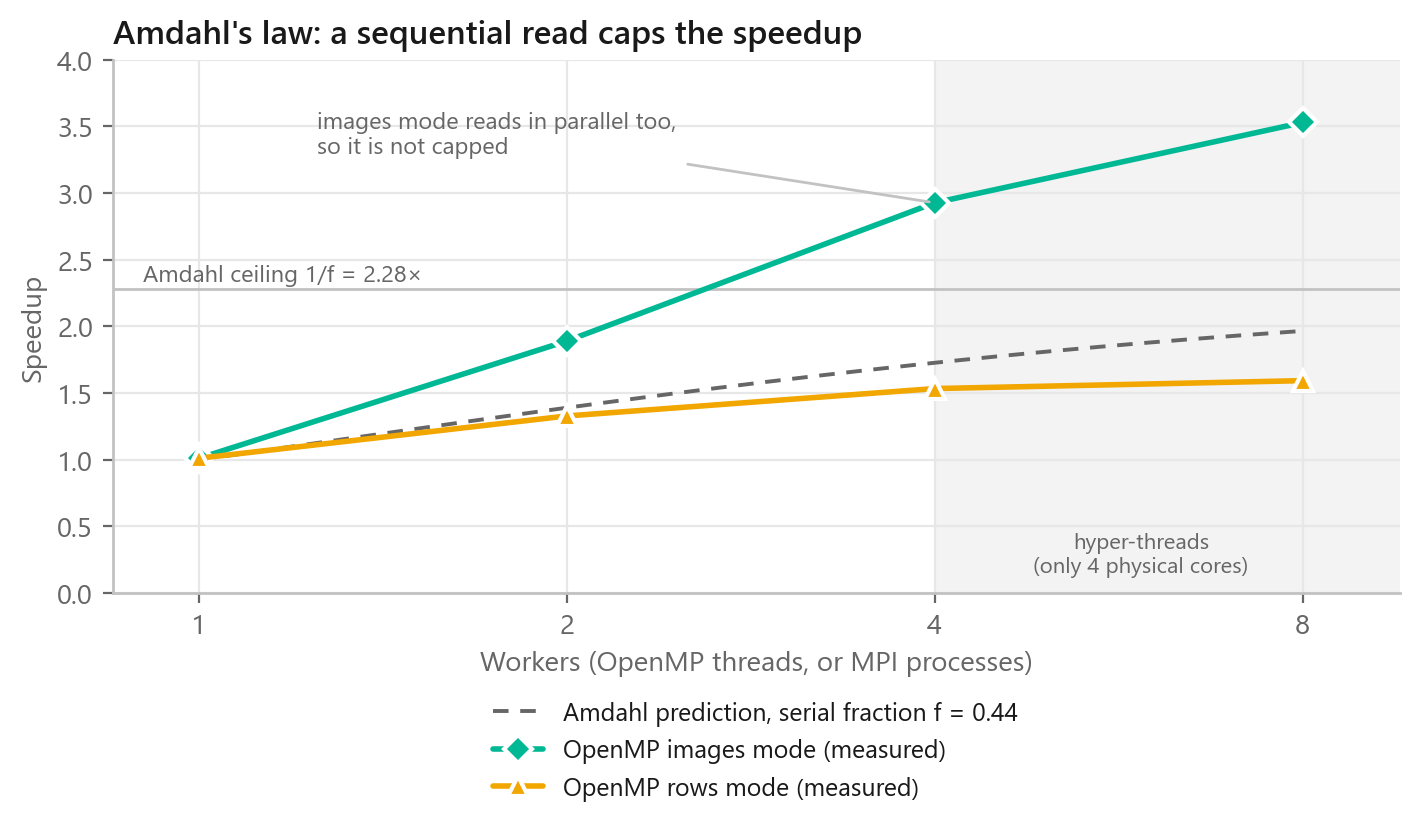 Amdahl's law: a sequential read caps the speedup
4.0
3.5
3.0
2.5
2.0
1.5
1.0
0.5
0.0
Speedup
images mode reads in parallel too,
so it is not capped
Amdahl ceiling 1/f = 2.28×
hyper-threads
(only 4 physical cores)
1
2
4
8
Workers (OpenMP threads, or MPI processes)
Amdahl prediction, serial fraction f = 0.44
OpenMP images mode (measured)
OpenMP rows mode (measured)